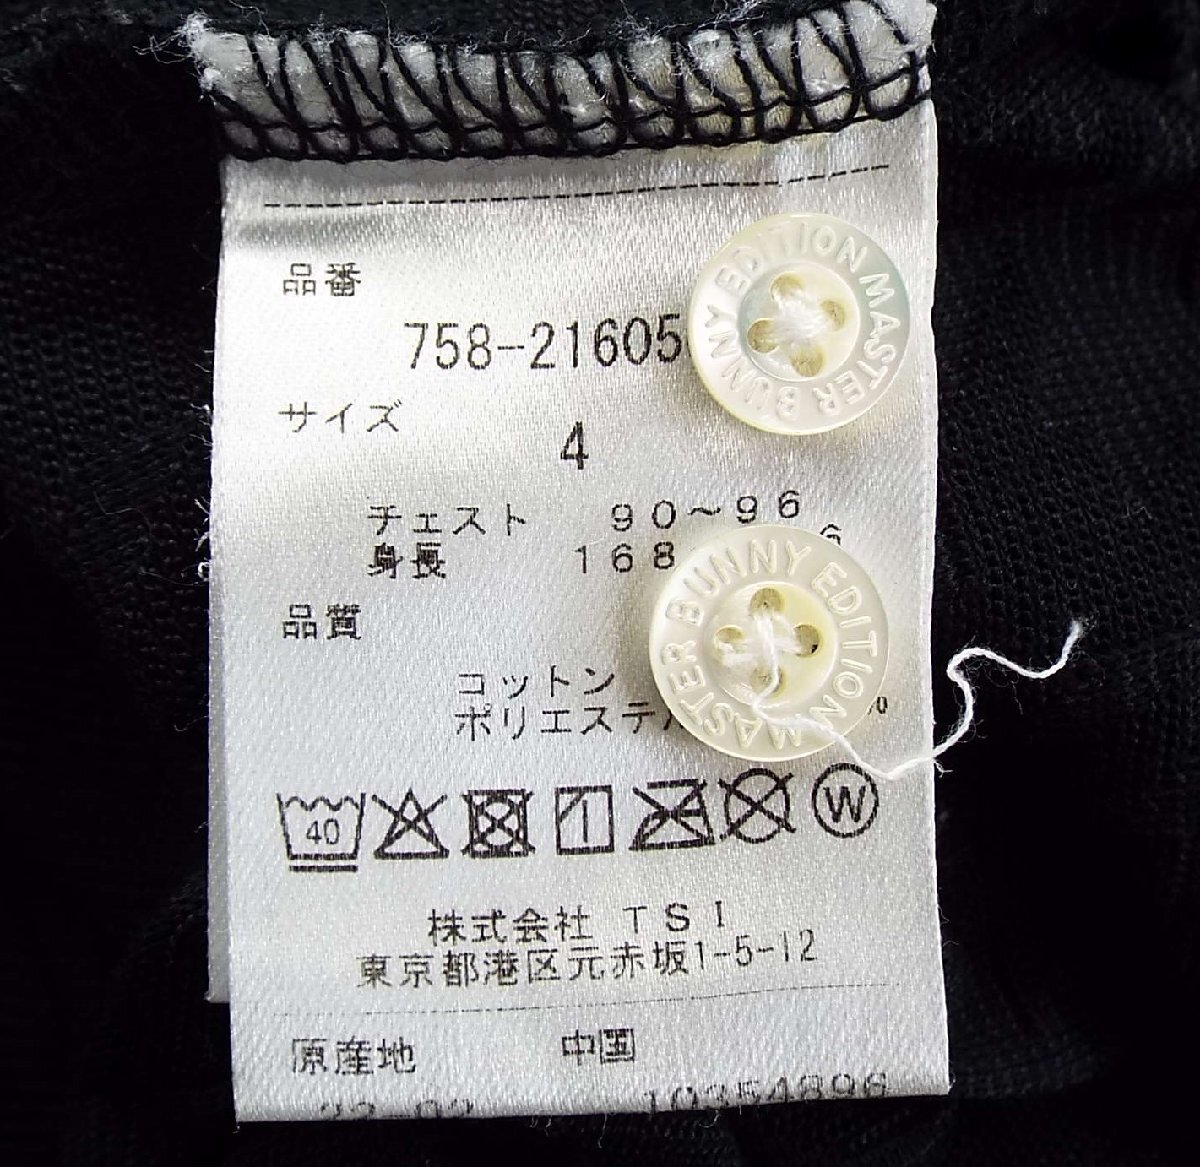 品番
758-21605
MASTER BUNNY EDITION
サイズ
4
チェスト 90～96
身長 168 6
MASTER BUNNY EDITION
品質
コットン
ポリエステル %
40 W
株式会社 TSI
東京都港区元赤坂1-5-12
原産地 中国